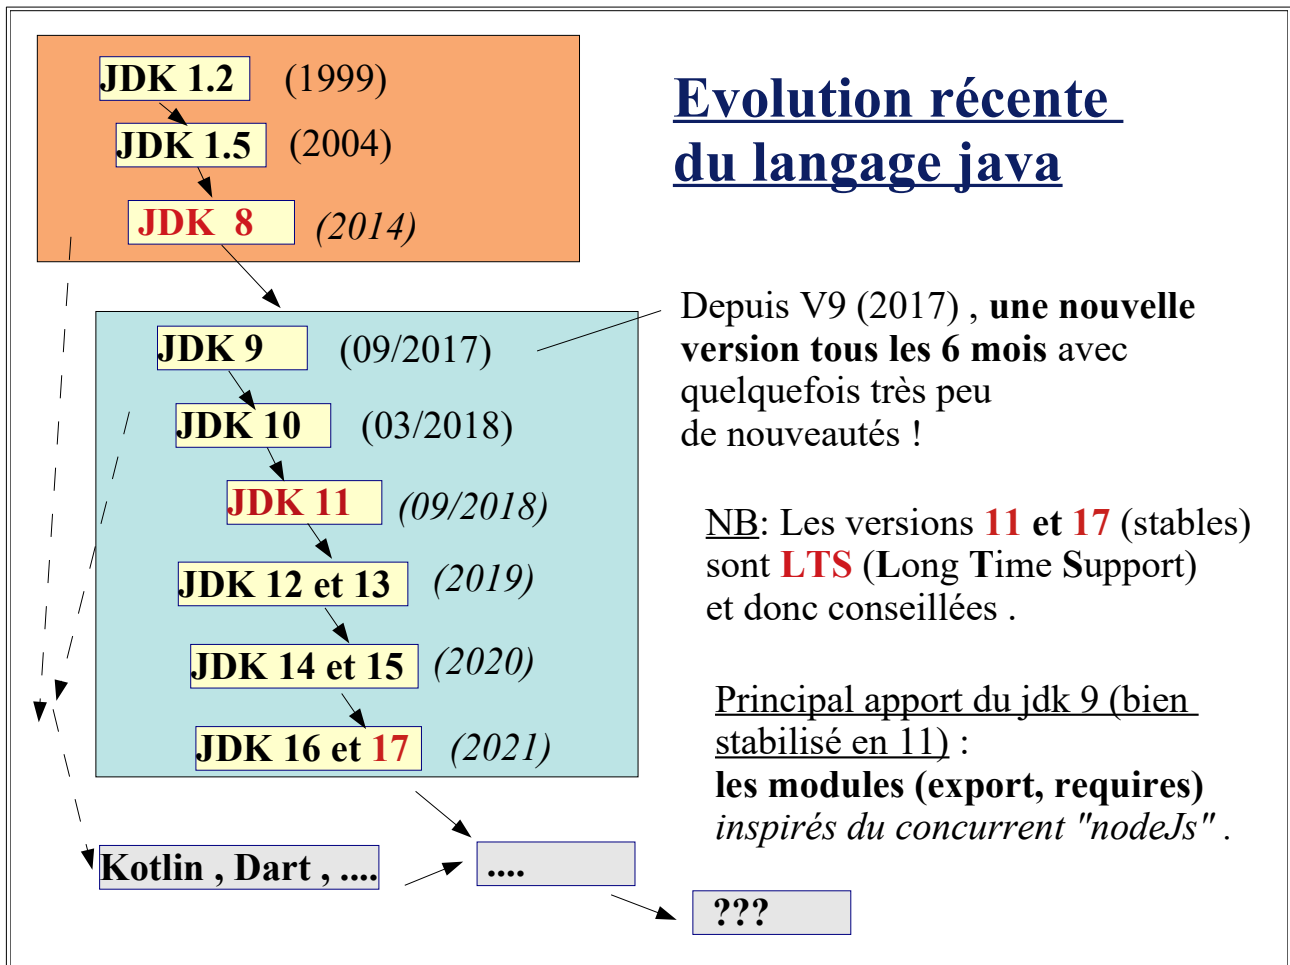 Evolution récente
du langage java
JDK 1.2 (1999)
JDK 1.5 (2004)
JDK 8 (2014)
JDK 9 (09/2017)
JDK 10 (03/2018)
JDK 11 (09/2018)
JDK 12 et 13 (2019)
JDK 14 et 15 (2020)
JDK 16 et 17 (2021)
Kotlin , Dart , ....
....
???
Depuis V9 (2017) , une nouvelle
version tous les 6 mois avec
quelquefois très peu
de nouveautés !
NB: Les versions 11 et 17 (stables)
sont LTS (Long Time Support)
et donc conseillées .
Principal apport du jdk 9 (bien
stabilisé en 11) :
les modules (export, requires)
inspirés du concurrent "nodeJs" .